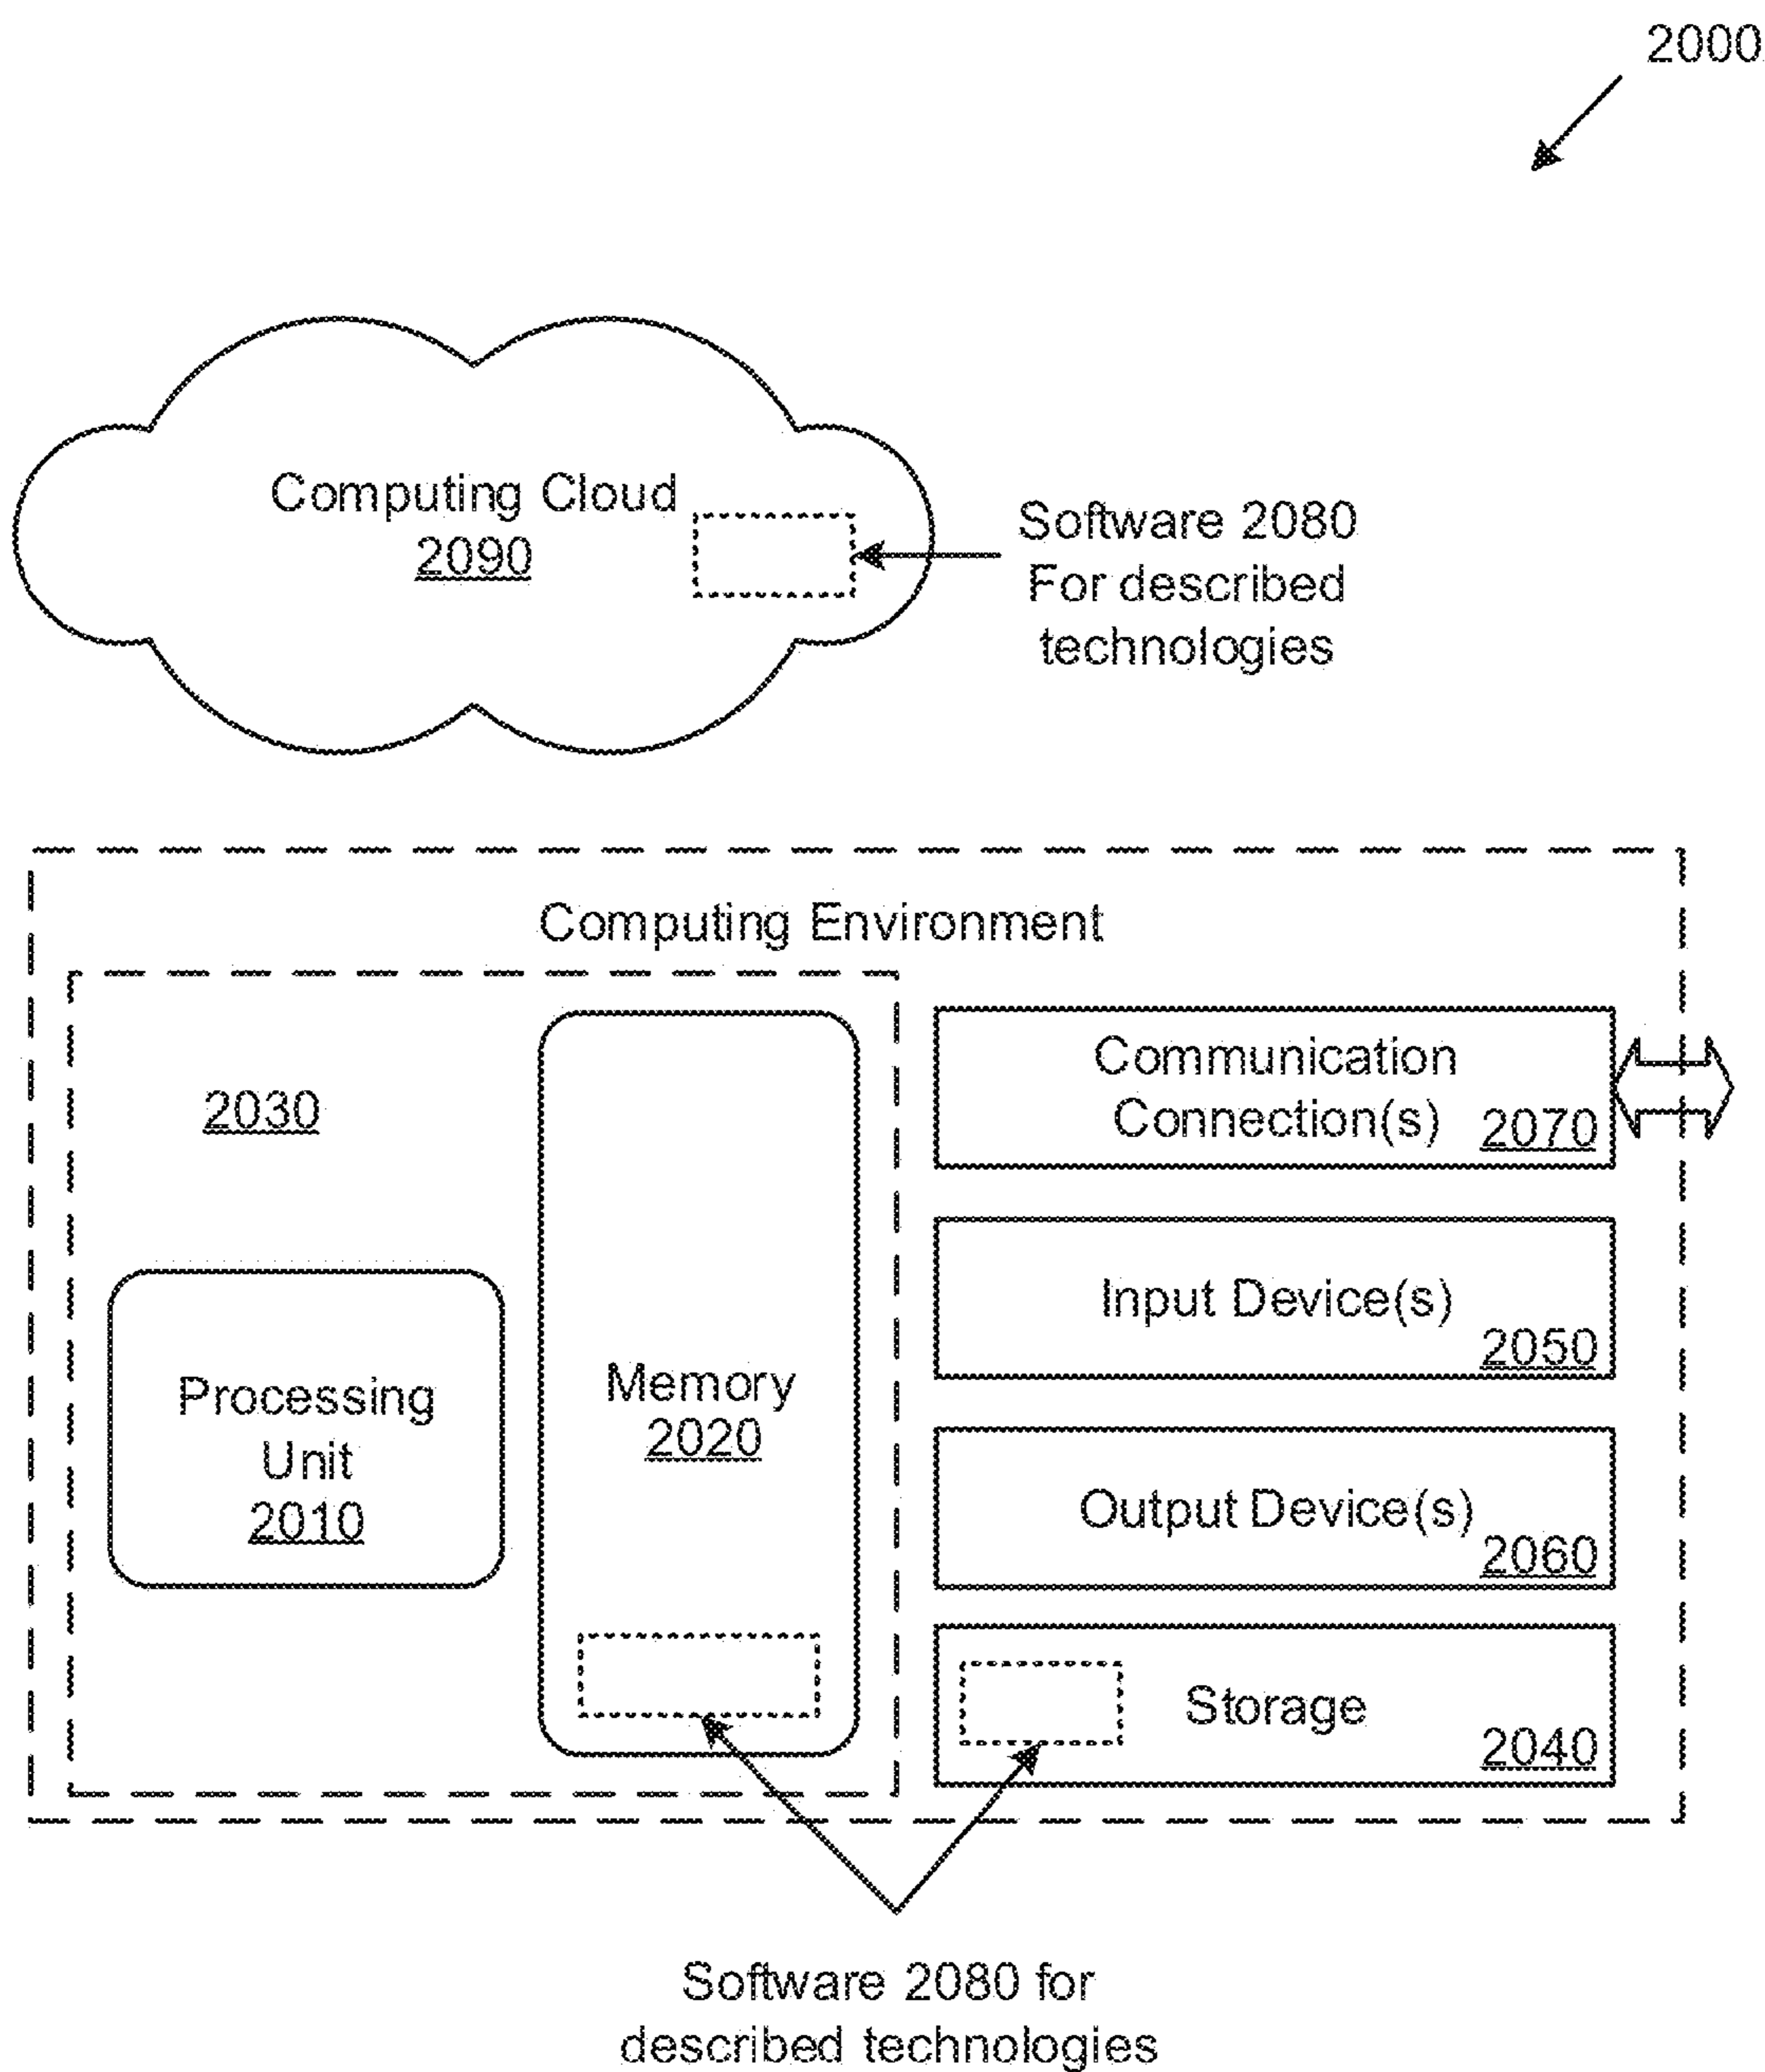 2000
Computing Cloud
2090
Software 2080
For described
technologies
Computing Environment
2030
Processing
Unit
2010
Memory
2020
Communication
Connection(s)
2070
Input Device(s)
2050
Output Device(s)
2060
Storage
2040
Software 2080 for
described technologies